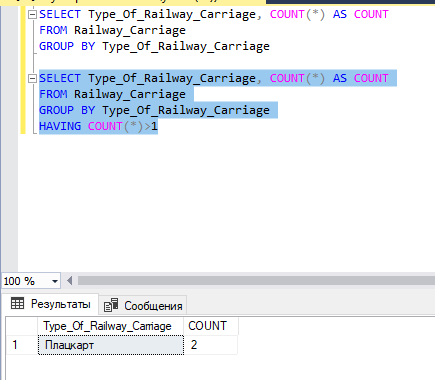 SELECT Type_Of_Railway_Carriage, COUNT(*) AS COUNT
FROM Railway_Carriage
GROUP BY Type_Of_Railway_Carriage
SELECT Type_Of_Railway_Carriage, COUNT(*) AS COUNT
FROM Railway_Carriage
GROUP BY Type_Of_Railway_Carriage
HAVING COUNT(*)>1
100 %
Результаты Сообщения
Type_Of_Railway_Carriage COUNT
1 Плацкарт 2